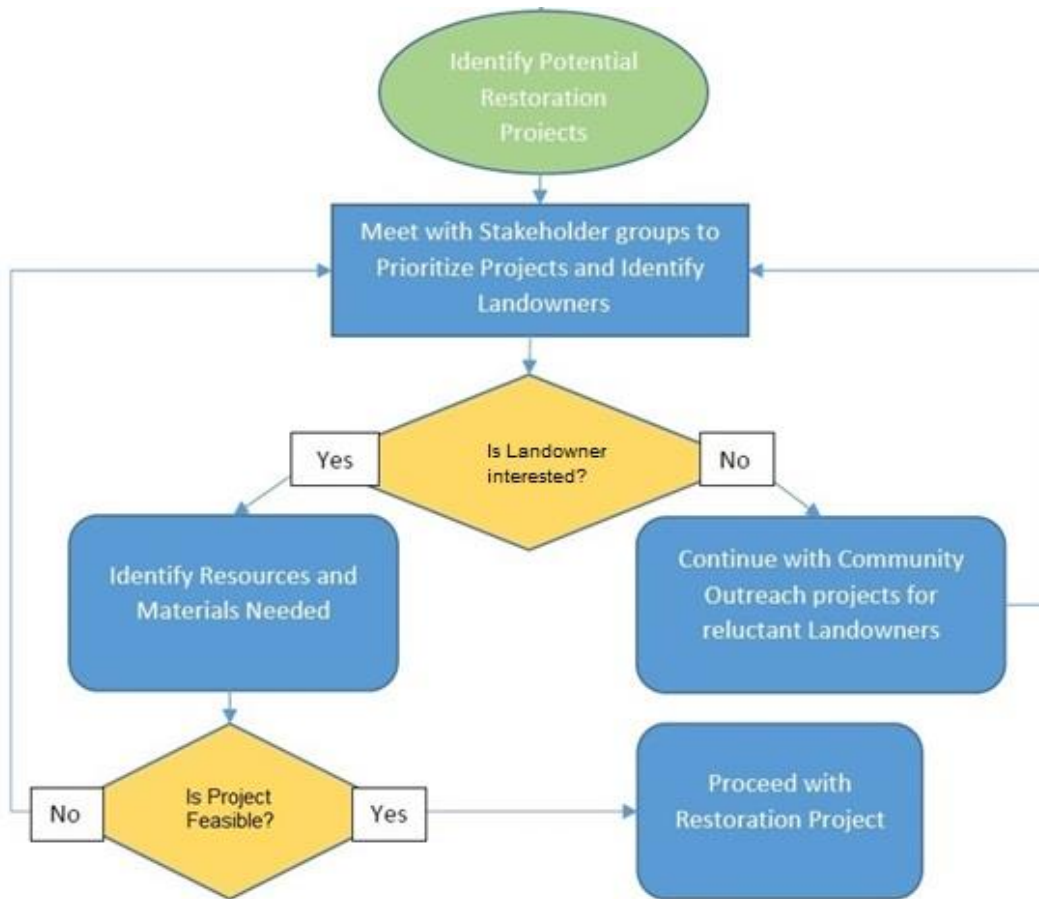 Identify Potential
Restoration
Projects
Meet with Stakeholder groups to
Prioritize Projects and Identify
Landowners
Is Landowner
interested?
Yes
No
Identify Resources and
Materials Needed
Continue with Community
Outreach projects for
reluctant Landowners
Is Project
Feasible?
No
Yes
Proceed with
Restoration Project